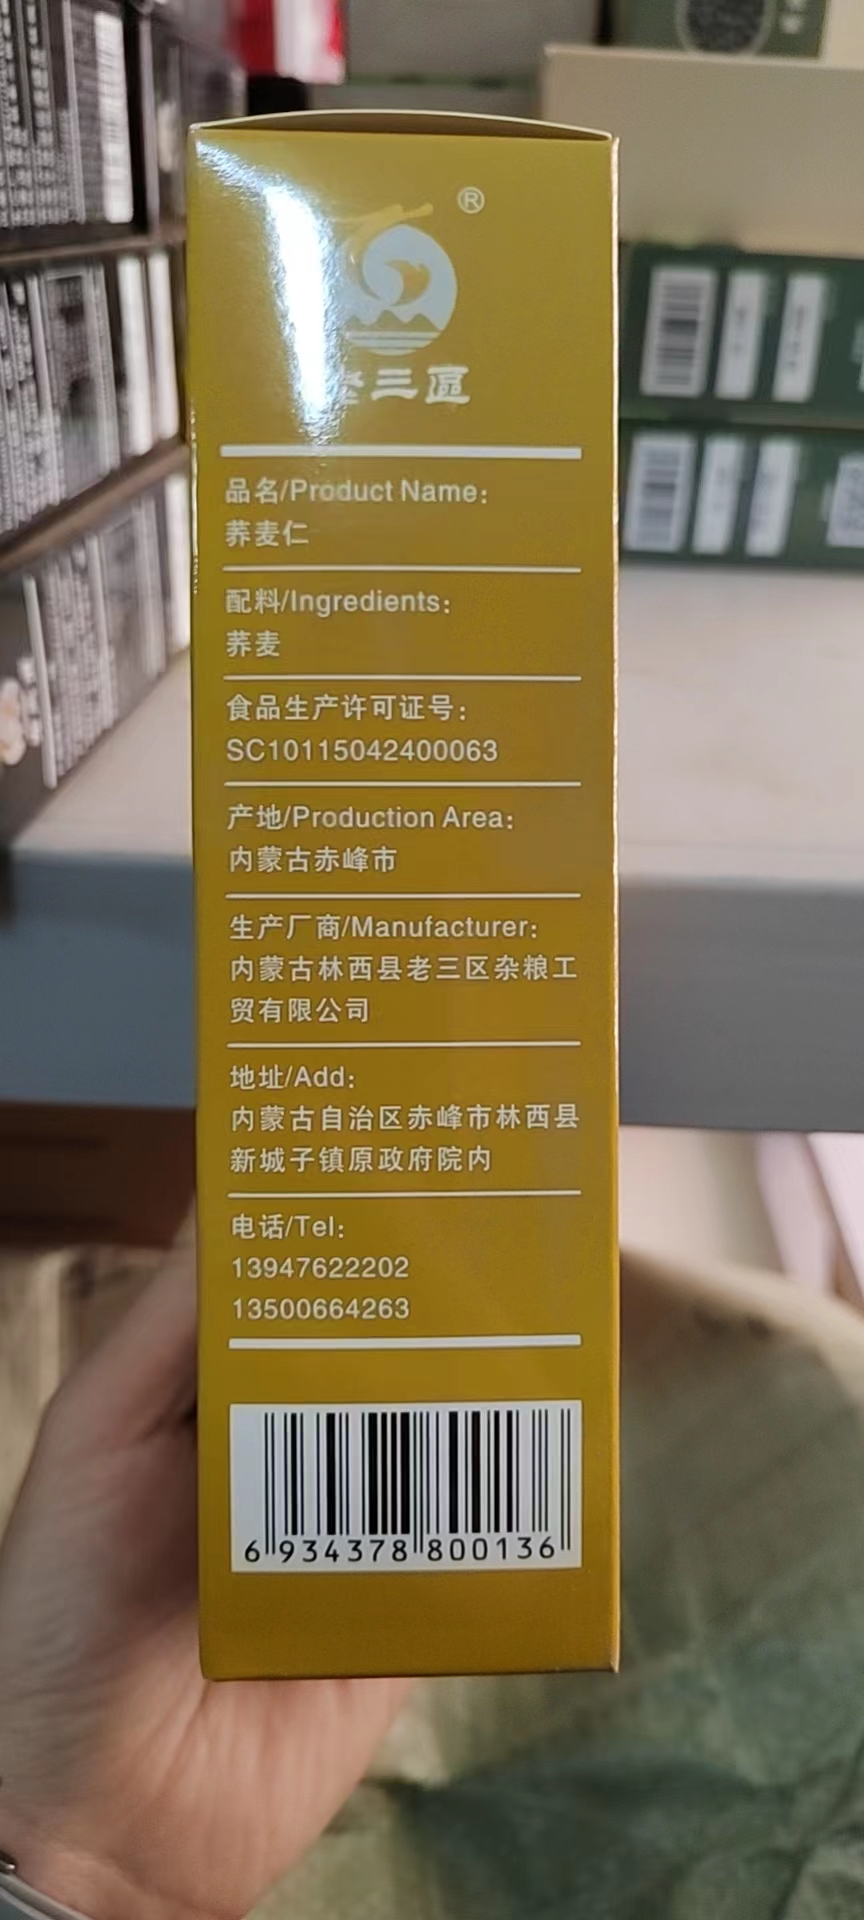 ®
三區
品名/Product Name:
荞麦仁
配料/Ingredients:
荞麦
食品生产许可证号:
SC10115042400063
产地/Production Area:
内蒙古赤峰市
生产厂商/Manufacturer:
内蒙古林西县老三区杂粮工
贸有限公司
地址/Add:
内蒙古自治区赤峰市林西县
新城子镇原政府院内
电话/Tel:
13947622202
13500664263
6 934378 800136